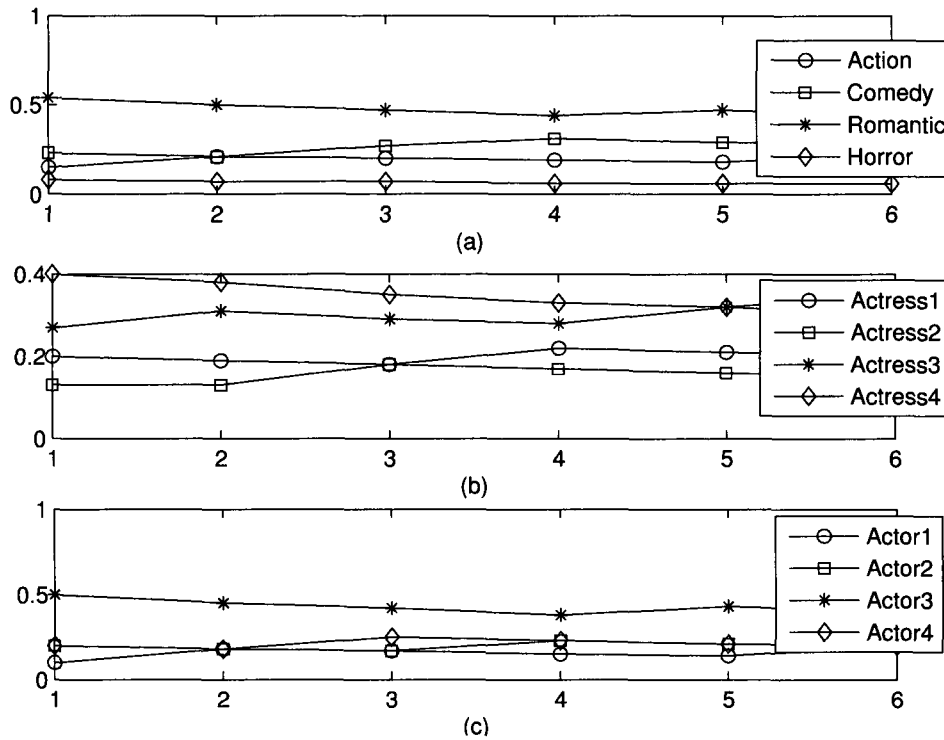 1
0.5
0
Action
Comedy
Romantic
Horror
1 2 3 4 5 6
(a)
0.4
0.2
0
Actress1
Actress2
Actress3
Actress4
1 2 3 4 5 6
(b)
1
0.5
0
Actor1
Actor2
Actor3
Actor4
1 2 3 4 5 6
(c)